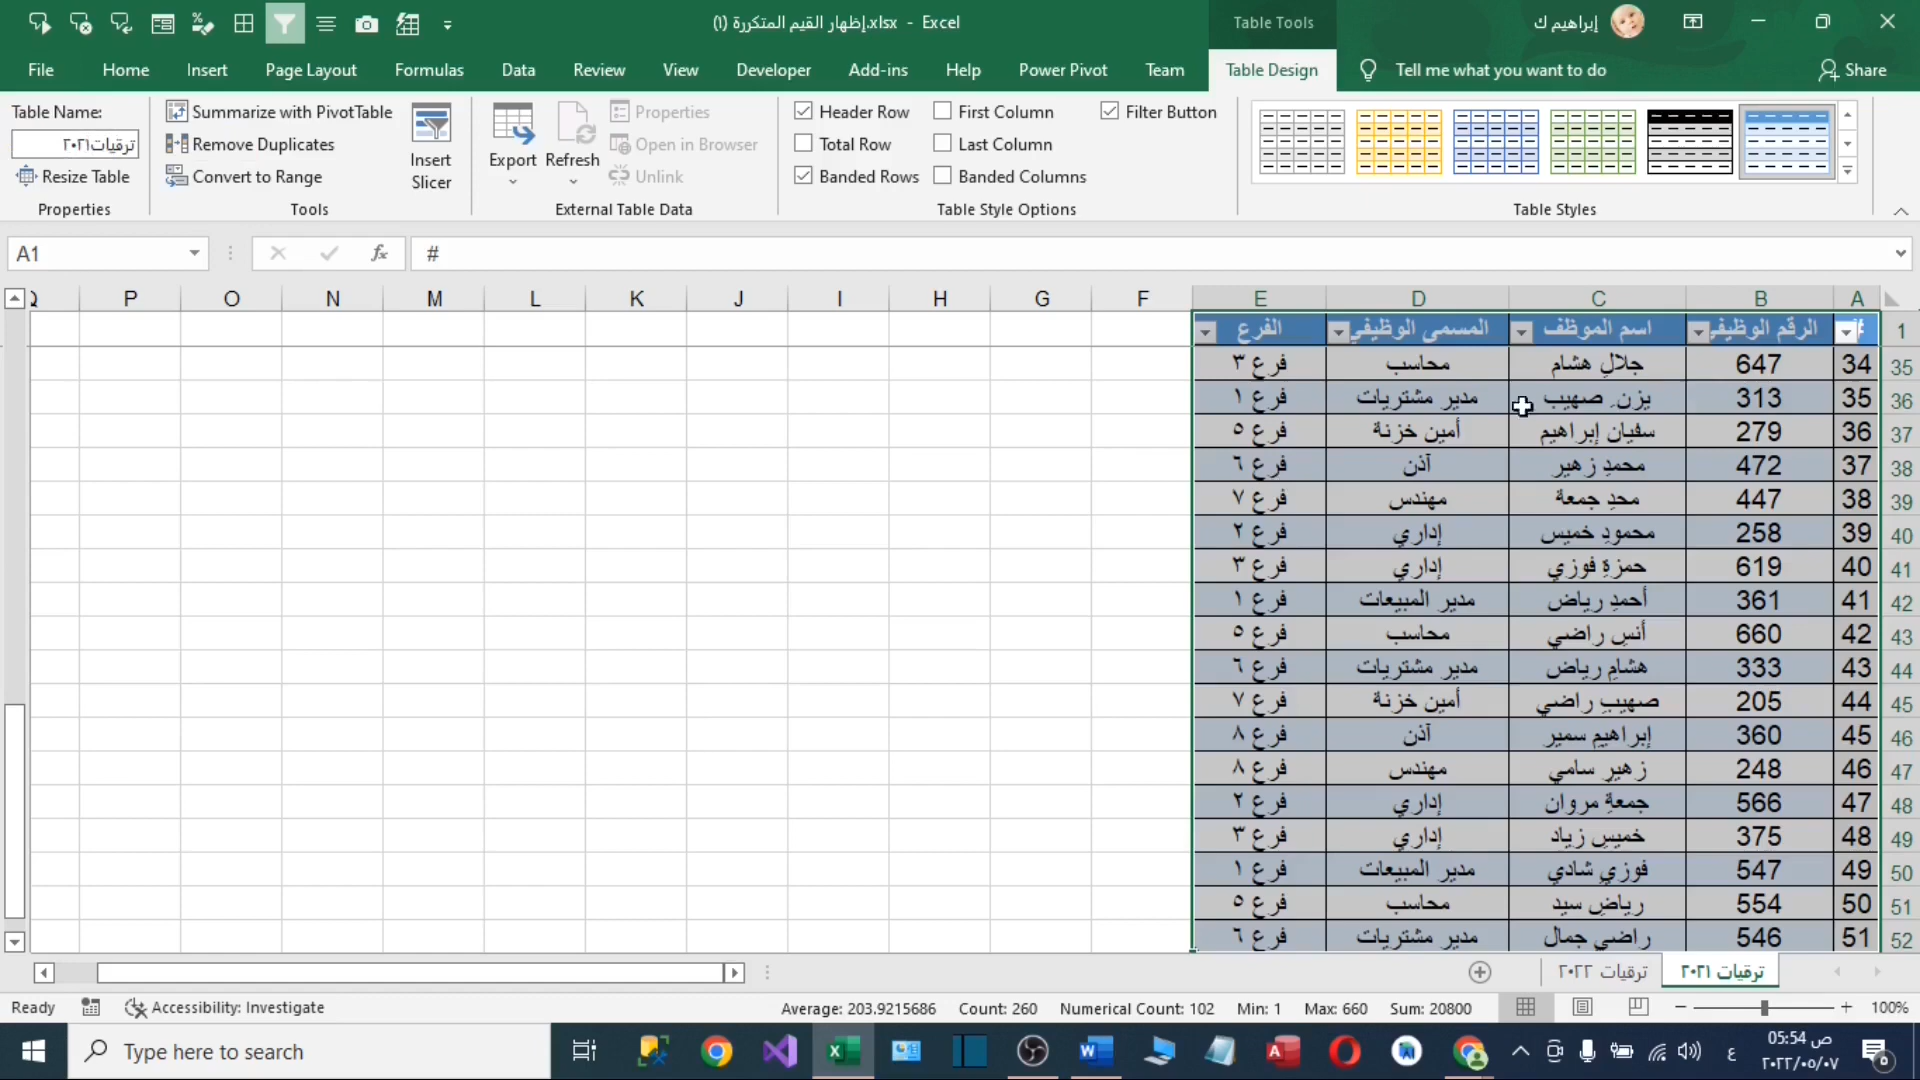 إظهار القيم المتكررة (١).xlsx - Excel
Table Tools
إبراهيم ك
File Home Insert Page Layout Formulas Data Review View Developer Add-ins Help Power Pivot Team Table Design Tell me what you want to do Share
Table Name:
ترقيات٢٠٢١
Resize Table
Properties
Summarize with PivotTable
Remove Duplicates
Convert to Range
Tools
Insert Slicer
Export
Refresh
Properties
Open in Browser
Unlink
External Table Data
Header Row
Total Row
Banded Rows
First Column
Last Column
Banded Columns
Filter Button
Table Style Options
Table Styles
A1
fx
#
Q P O N M L K J I H G F E D C B A
1 # الرقم الوظيفي اسم الموظف المسمى الوظيفي الفرع
35 34 647 جلالِ هشام محاسب فرع ٣
36 35 313 يزنِ صهيب مدير مشتريات فرع ١
37 36 279 سفيان إبراهيم أمين خزنة فرع ٥
38 37 472 محمدِ زهير آذن فرع ٦
39 38 447 محدِ جمعة مهندس فرع ٧
40 39 258 محمودِ خميس إداري فرع ٢
41 40 619 حمزةِ فوزي إداري فرع ٣
42 41 361 أحمدِ رياض مدير المبيعات فرع ١
43 42 660 أنسِ راضي محاسب فرع ٥
44 43 333 هشامِ رياض مدير مشتريات فرع ٦
45 44 205 صهيبِ راضي أمين خزنة فرع ٧
46 45 360 إبراهيمِ سمير آذن فرع ٨
47 46 248 زهيرِ سامي مهندس فرع ٨
48 47 566 جمعةِ مروان إداري فرع ٢
49 48 375 خميسِ زياد إداري فرع ٣
50 49 547 فوزيِ شادي مدير المبيعات فرع ١
51 50 554 رياضِ سيد محاسب فرع ٥
52 51 546 راضيِ جمال مدير مشتريات فرع ٦
ترقيات ٢٠٢١
ترقيات ٢٠٢٢
Ready
Accessibility: Investigate
Average: 203.9215686 Count: 260 Numerical Count: 102 Min: 1 Max: 660 Sum: 20800
100%
Type here to search
ع
05:54 ص
٢٠٢٢/٠٥/٠٧